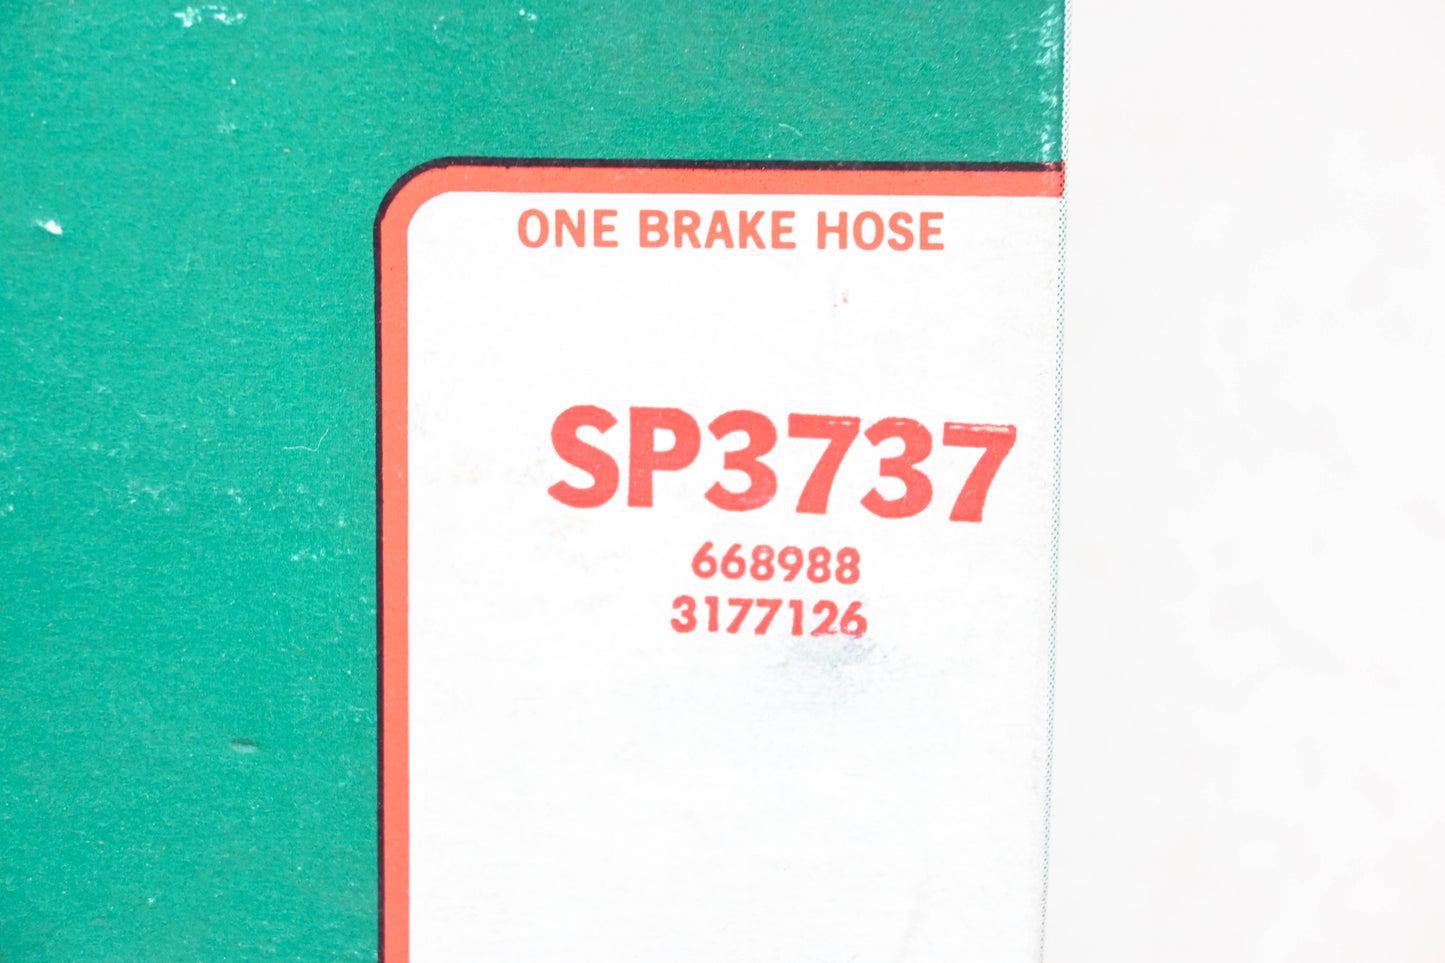 ONE BRAKE HOSE
SP3737
668988
3177126